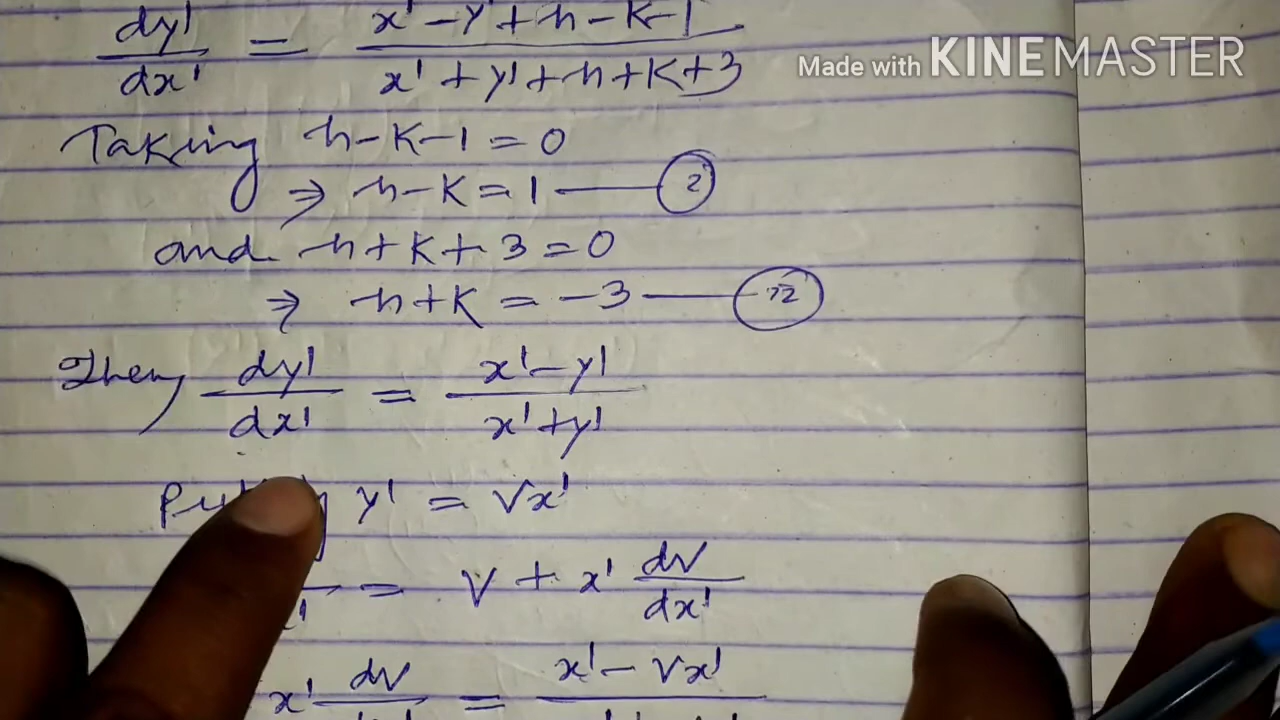 dy'/dx' = x'-y'+h-k-1 / x'+y'+h+k+3
Made with KINEMASTER
Taking h-k-1=0
⇒ h-k=1 — 2
and h+k+3=0
⇒ h+k=-3 —
Then, dy'/dx' = x'-y' / x'+y'
y' = vx'
= v + x' dv/dx'
x' dv = x'-vx'